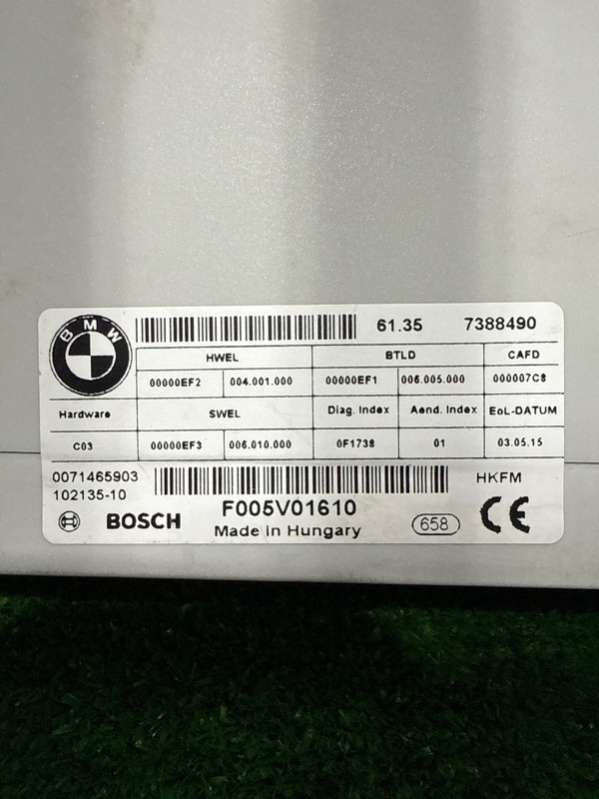 BMW
61.35 7388490
HWEL BTLD CAFD
00000EF2 004.001.000 00000EF1 006.005.000 000007C8
Hardware SWEL Diag. Index Aend. Index EoL-DATUM
C03 00000EF3 006.010.000 0F1738 01 03.05.15
0071465903 HKFM
102135-10
BOSCH F005V01610 658 CE
Made in Hungary